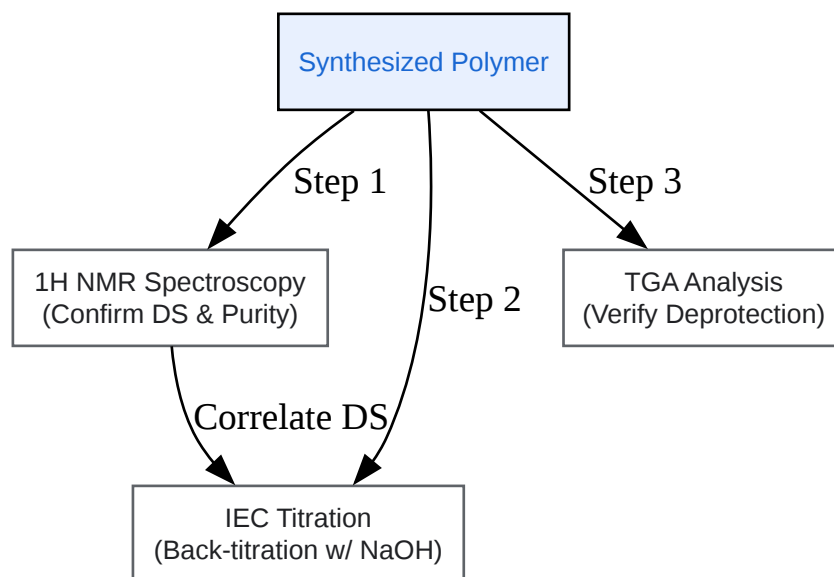 Synthesized Polymer
Step 1
Step 3
1H NMR Spectroscopy
(Confirm DS & Purity)
Step 2
TGA Analysis
(Verify Deprotection)
Correlate DS
IEC Titration
(Back-titration w/ NaOH)